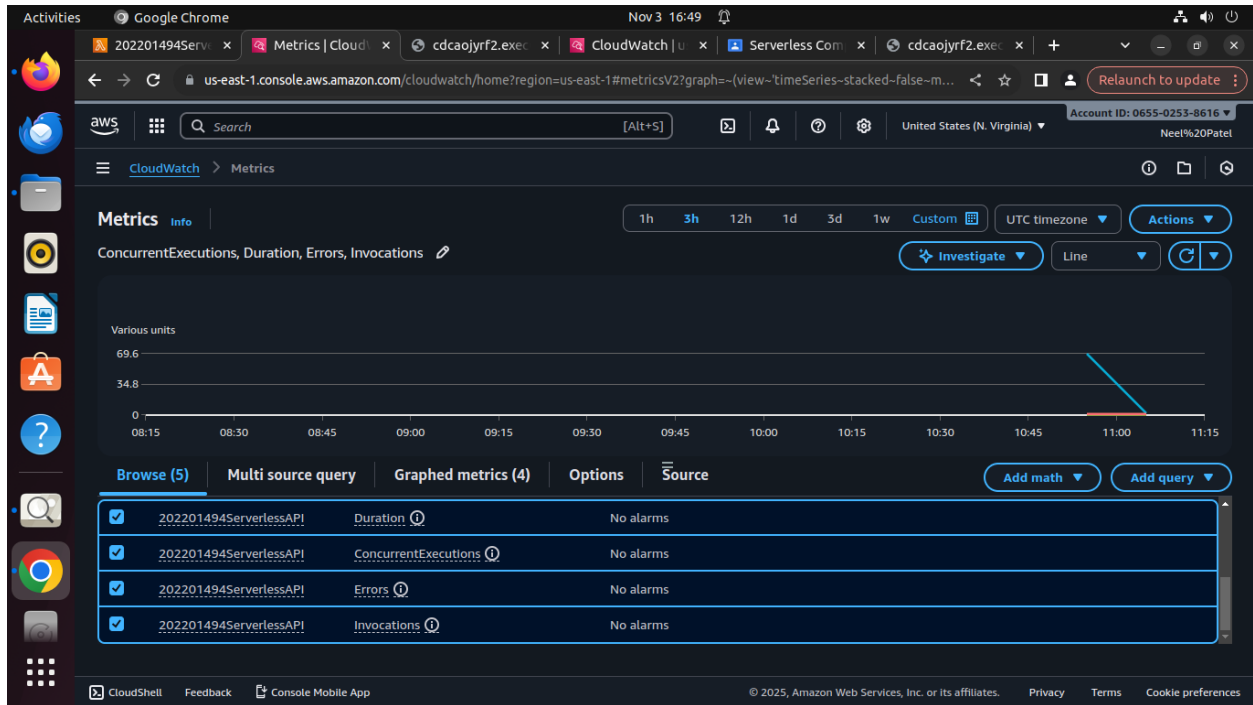 Activities Google Chrome Nov 3 16:49
202201494Serve Metrics | Cloud cdcaojyrf2.exec CloudWatch | u Serverless Com cdcaojyrf2.exec
us-east-1.console.aws.amazon.com/cloudwatch/home?region=us-east-1#metricsV2?graph=~(view~'timeSeries~stacked~false~m... Relaunch to update
aws Search [Alt+S] United States (N. Virginia) Account ID: 0655-0253-8616
Neel%20Patel
CloudWatch > Metrics
Metrics Info 1h 3h 12h 1d 3d 1w Custom UTC timezone Actions
ConcurrentExecutions, Duration, Errors, Invocations Investigate Line
Various units
69.6
34.8
0
08:15 08:30 08:45 09:00 09:15 09:30 09:45 10:00 10:15 10:30 10:45 11:00 11:15
Browse (5) Multi source query Graphed metrics (4) Options Source Add math Add query
202201494ServerlessAPI Duration No alarms
202201494ServerlessAPI ConcurrentExecutions No alarms
202201494ServerlessAPI Errors No alarms
202201494ServerlessAPI Invocations No alarms
CloudShell Feedback Console Mobile App © 2025, Amazon Web Services, Inc. or its affiliates. Privacy Terms Cookie preferences